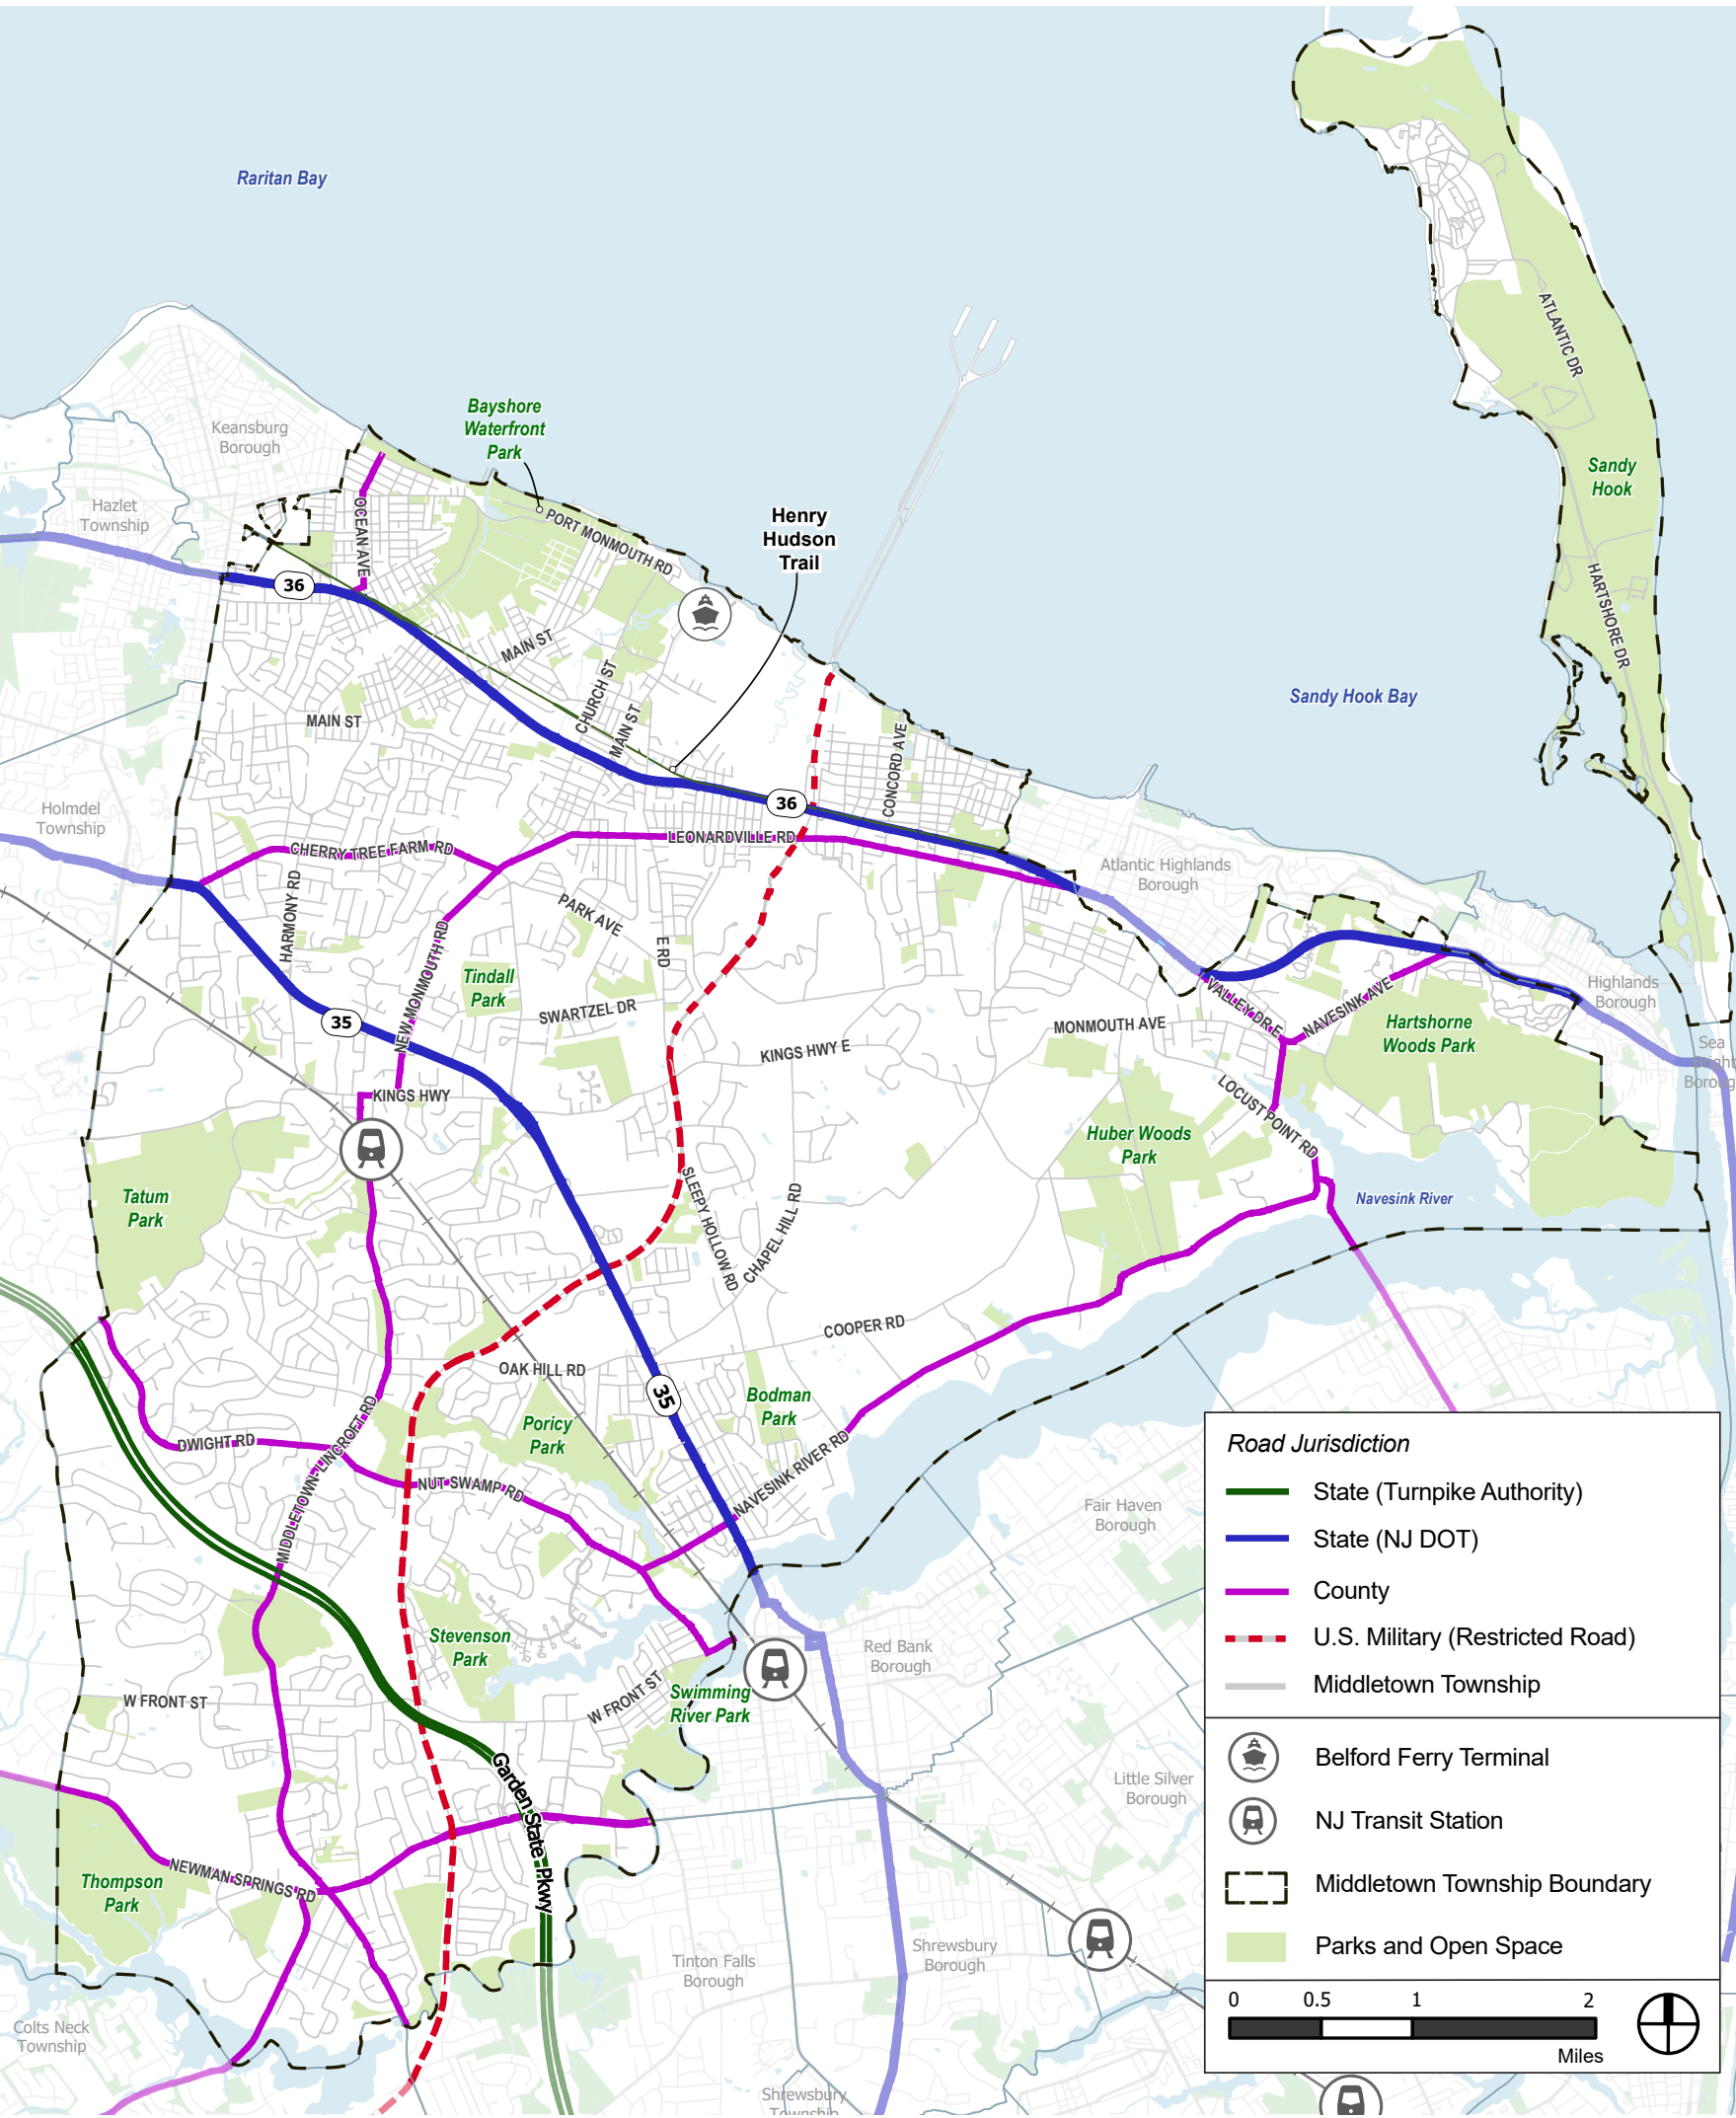 Raritan Bay
Bayshore
Waterfront
Park
Keansburg
Borough
Hazlet
Township
OCEAN AVE
PORT MONMOUTH RD
Henry
Hudson
Trail
36
MAIN ST
CHURCH ST
MAIN ST
MAIN ST
ATLANTIC DR
Sandy
Hook
HARTSHORE DR
Sandy Hook Bay
CONCORD AVE
36
Holmdel
Township
CHERRY TREE FARM RD
LEONARDVILLE RD
HARMONY RD
PARK AVE
E RD
NEW MONMOUTH RD
Tindall
Park
SWARTZEL DR
35
KINGS HWY
KINGS HWY E
MONMOUTH AVE
Atlantic Highlands
Borough
VALLEY DR E
NAVESINK AVE
Highlands
Borough
Hartshorne
Woods Park
Sea
Bright
Borough
LOCUST POINT RD
Huber Woods
Park
Navesink River
Tatum
Park
SLEEPY HOLLOW RD
CHAPEL HILL RD
COOPER RD
OAK HILL RD
35
Bodman
Park
Poricy
Park
MIDDLETOWN-LINCROFT RD
DWIGHT RD
NUT SWAMP RD
NAVESINK RIVER RD
Fair Haven
Borough
Stevenson
Park
Red Bank
Borough
W FRONT ST
W FRONT ST
Swimming
River Park
Garden State Pkwy
Little Silver
Borough
Thompson
Park
NEWMAN SPRINGS RD
Tinton Falls
Borough
Shrewsbury
Borough
Colts Neck
Township
Shrewsbury
Township
Road Jurisdiction
State (Turnpike Authority)
State (NJ DOT)
County
U.S. Military (Restricted Road)
Middletown Township
Belford Ferry Terminal
NJ Transit Station
Middletown Township Boundary
Parks and Open Space
0 0.5 1 2
Miles